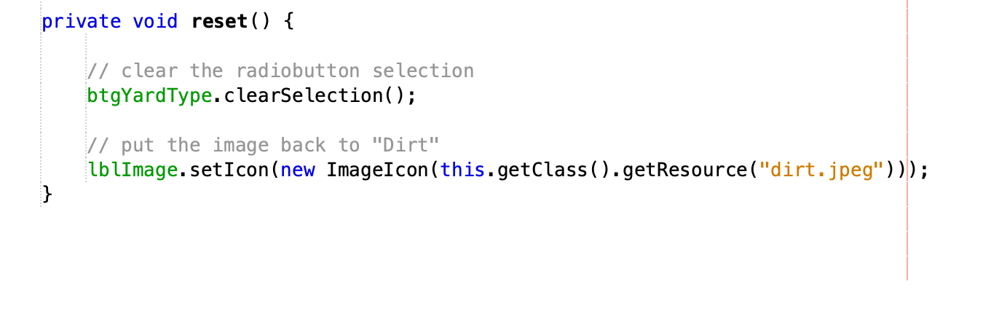 private void reset() {
// clear the radiobutton selection
btgYardType.clearSelection();
// put the image back to "Dirt"
lblImage.setIcon(new ImageIcon(this.getClass().getResource("dirt.jpeg")));
}